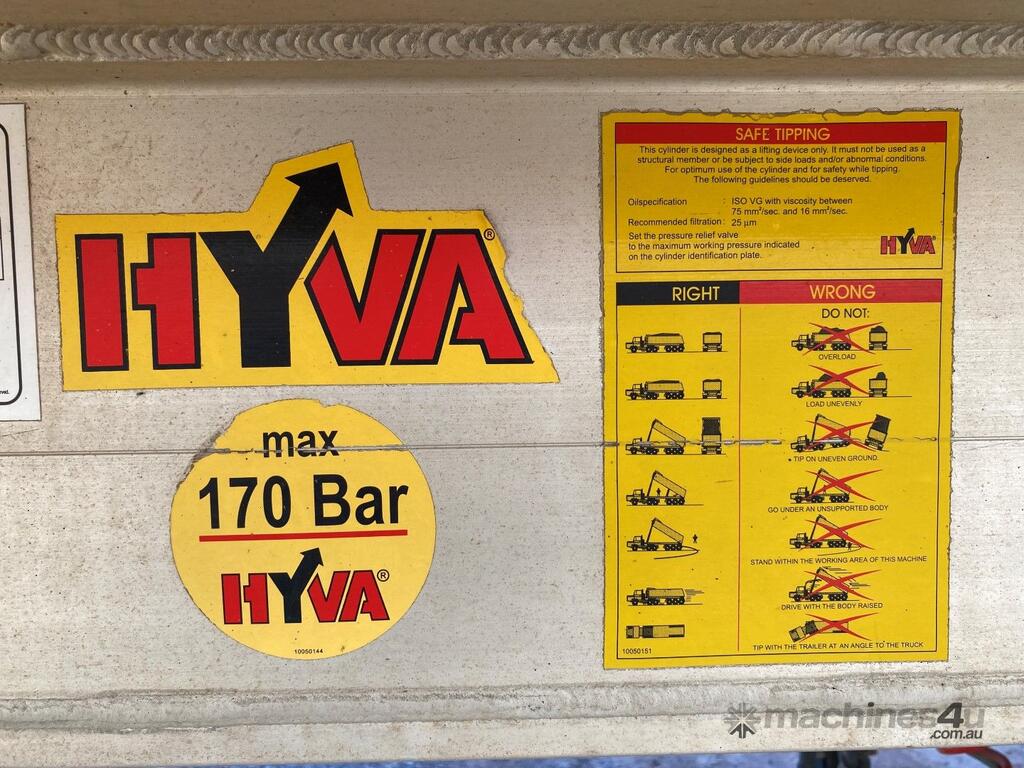 HYVA®
max
170 Bar
HYVA®
10050144
SAFE TIPPING
This cylinder is designed as a lifting device only. It must not be used as a
structural member or be subject to side loads and/or abnormal conditions.
For optimum use of the cylinder and for safety while tipping.
The following guidelines should be deserved.
Oilspecification : ISO VG with viscosity between
75 mm²/sec. and 16 mm²/sec.
Recommended filtration : 25 µm
Set the pressure relief valve
to the maximum working pressure indicated
on the cylinder identification plate.
HYVA®
RIGHT
WRONG
DO NOT:
OVERLOAD
LOAD UNEVENLY
TIP ON UNEVEN GROUND.
GO UNDER AN UNSUPPORTED BODY
STAND WITHIN THE WORKING AREA OF THIS MACHINE
DRIVE WITH THE BODY RAISED
TIP WITH THE TRAILER AT AN ANGLE TO THE TRUCK
10050151
machines4u
.com.au